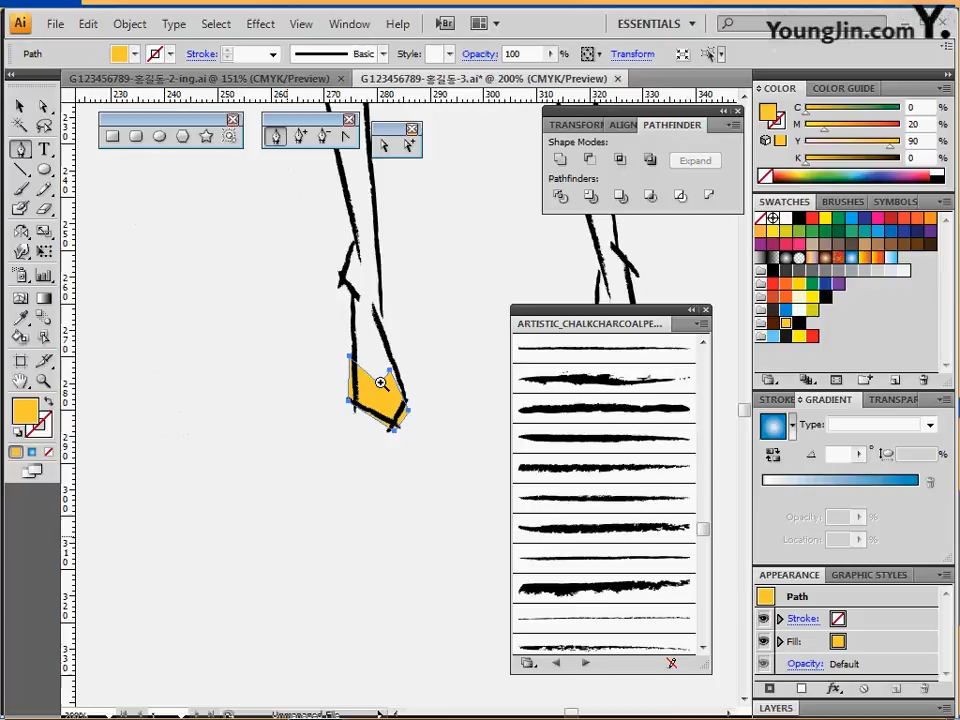 Ai File Edit Object Type Select Effect View Window Help Br ESSENTIALS
Younglin.com Y.
Path Stroke: Basic Style: Opacity: 100 % Transform
G123456789-홍길동-2-ing.ai @ 151% (CMYK/Preview) × G123456789-홍길동-3.ai* @ 200% (CMYK/Preview) ×
230 240 250 260 270 280 290 300 310 320 330 340
TRANSFORM ALIGN PATHFINDER
Shape Modes:
Expand
Pathfinders:
COLOR COLOR GUIDE
C 0 %
M 20 %
Y 90 %
K 0 %
SWATCHES BRUSHES SYMBOLS
ARTISTIC_CHALKCHARCOALPE...
STROKE GRADIENT TRANSPAR
Type:
%
Opacity: %
Location: %
APPEARANCE GRAPHIC STYLES
Path
Stroke:
Fill:
Opacity: Default
fx
LAYERS